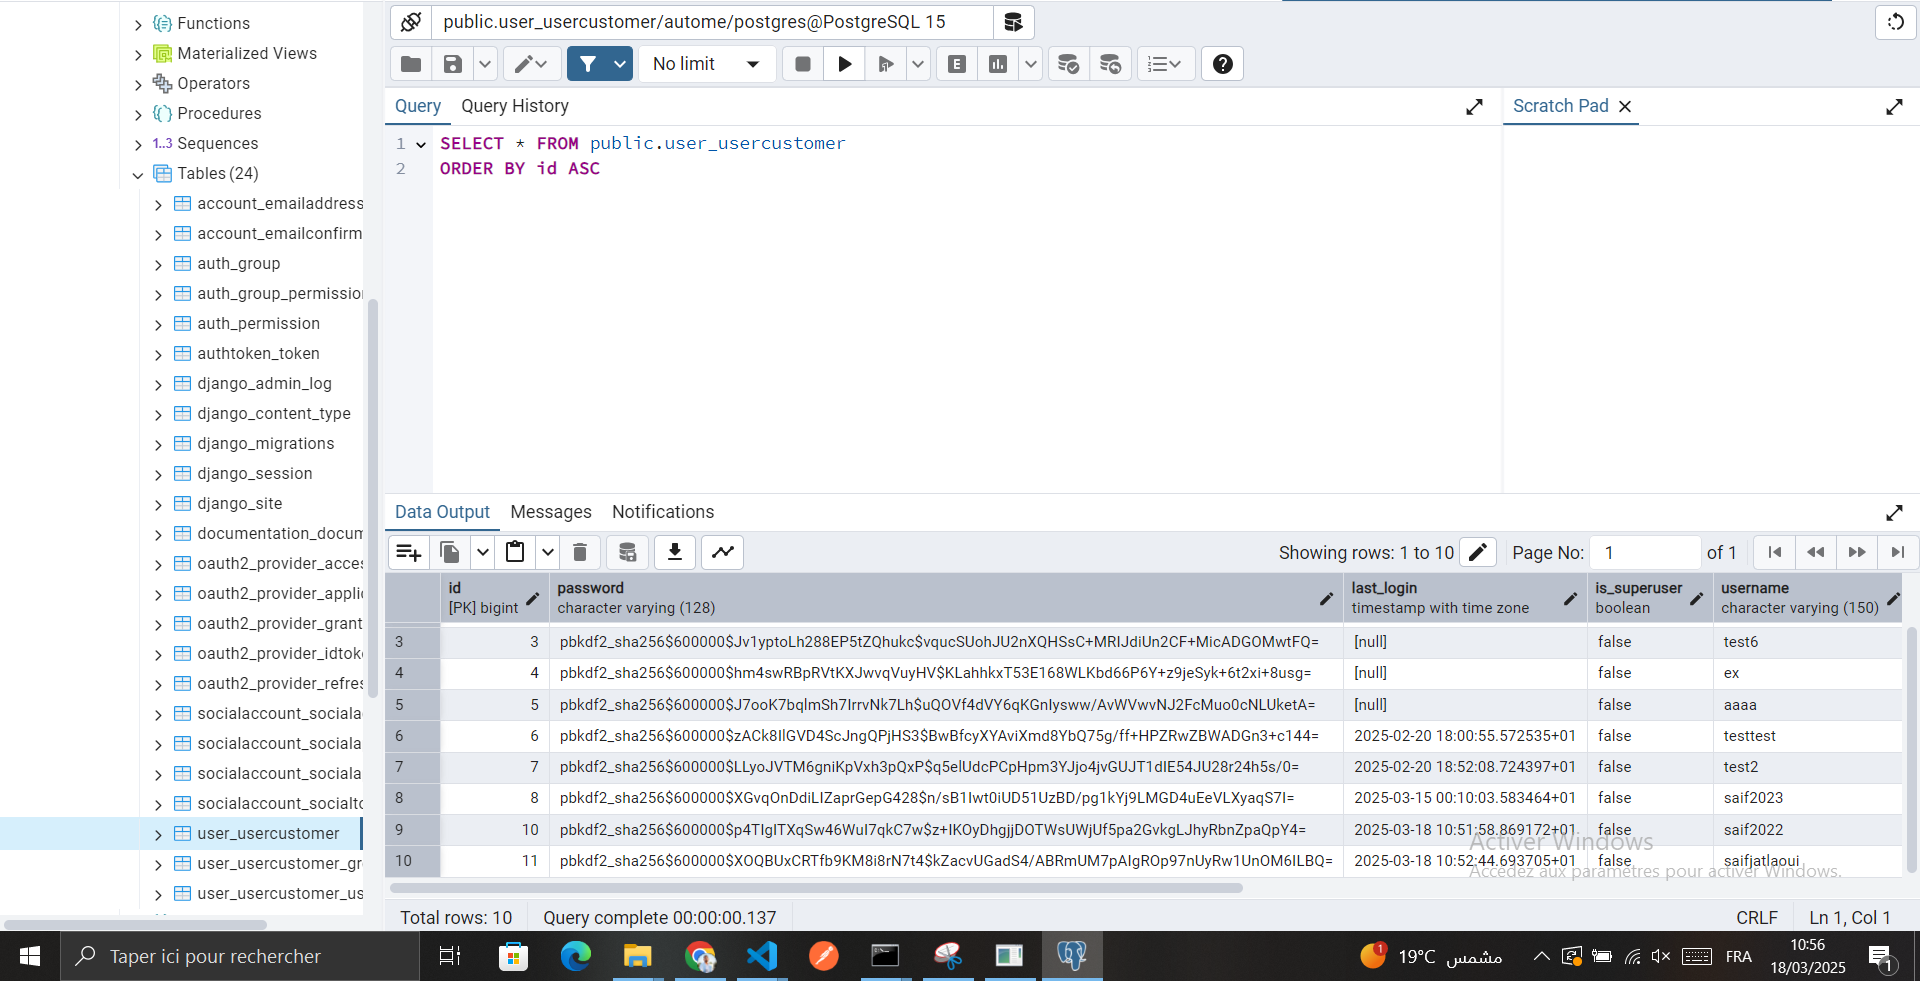 Functions
Materialized Views
Operators
Procedures
1..3 Sequences
Tables (24)
account_emailaddress
account_emailconfirm
auth_group
auth_group_permissio
auth_permission
authtoken_token
django_admin_log
django_content_type
django_migrations
django_session
django_site
documentation_docum
oauth2_provider_acces
oauth2_provider_applic
oauth2_provider_grant
oauth2_provider_idtoke
oauth2_provider_refres
socialaccount_sociala
socialaccount_sociala
socialaccount_sociala
socialaccount_socialto
user_usercustomer
user_usercustomer_gr
user_usercustomer_us
public.user_usercustomer/autome/postgres@PostgreSQL 15
No limit
E
Query Query History
Scratch Pad
1 SELECT * FROM public.user_usercustomer
2 ORDER BY id ASC
Data Output Messages Notifications
Showing rows: 1 to 10 Page No: 1 of 1
id password last_login is_superuser username
[PK] bigint character varying (128) timestamp with time zone boolean character varying (150)
3 3 pbkdf2_sha256$600000$Jv1yptoLh288EP5tZQhukc$vqucSUohJU2nXQHSsC+MRIJdiUn2CF+MicADGOMwtFQ= [null] false test6
4 4 pbkdf2_sha256$600000$hm4swRBpRVtKXJwvqVuyHV$KLahhkxT53E168WLKbd66P6Y+z9jeSyk+6t2xi+8usg= [null] false ex
5 5 pbkdf2_sha256$600000$J7ooK7bqlmSh7IrrvNk7Lh$uQOVf4dVY6qKGnIysww/AvWVwvNJ2FcMuo0cNLUketA= [null] false aaaa
6 6 pbkdf2_sha256$600000$zACk8IlGVD4ScJngQPjHS3$BwBfcyXYAviXmd8YbQ75g/ff+HPZRwZBWADGn3+c144= 2025-02-20 18:00:55.572535+01 false testtest
7 7 pbkdf2_sha256$600000$LLyoJVTM6gniKpVxh3pQxP$q5elUdcPCpHpm3YJjo4jvGUJT1dIE54JU28r24h5s/0= 2025-02-20 18:52:08.724397+01 false test2
8 8 pbkdf2_sha256$600000$XGvqOnDdiLIZaprGepG428$n/sB1Iwt0iUD51UzBD/pg1kYj9LMGD4uEeVLXyaqS7I= 2025-03-15 00:10:03.583464+01 false saif2023
9 10 pbkdf2_sha256$600000$p4TIgITXqSw46WuI7qkC7w$z+IKOyDhgjjDOTWsUWjUf5pa2GvkgLJhyRbnZpaQpY4= 2025-03-18 10:51:58.869172+01 false saif2022
10 11 pbkdf2_sha256$600000$XOQBUxCRTfb9KM8i8rN7t4$kZacvUGadS4/ABRmUM7pAIgROp97nUyRw1UnOM6ILBQ= 2025-03-18 10:52:44.693705+01 false saifjatlaoui
Activer Windows
Accédez aux paramètres pour activer Windows.
Total rows: 10 Query complete 00:00:00.137 CRLF Ln 1, Col 1
Taper ici pour rechercher
1 19°C مشمس FRA 10:56
18/03/2025
1